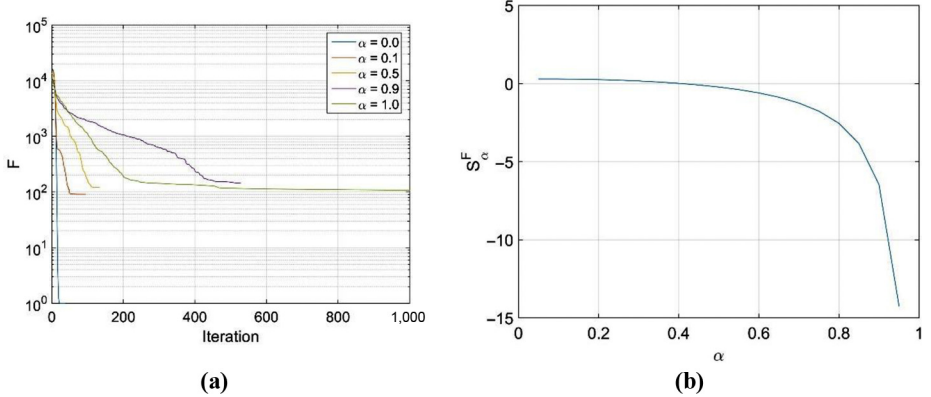 10^5
10^4
10^3
10^2
10^1
10^0
F
α = 0.0
α = 0.1
α = 0.5
α = 0.9
α = 1.0
0 200 400 600 800 1,000
Iteration
(a)
5
0
−5
−10
−15
S_α^F
0 0.2 0.4 0.6 0.8 1
α
(b)